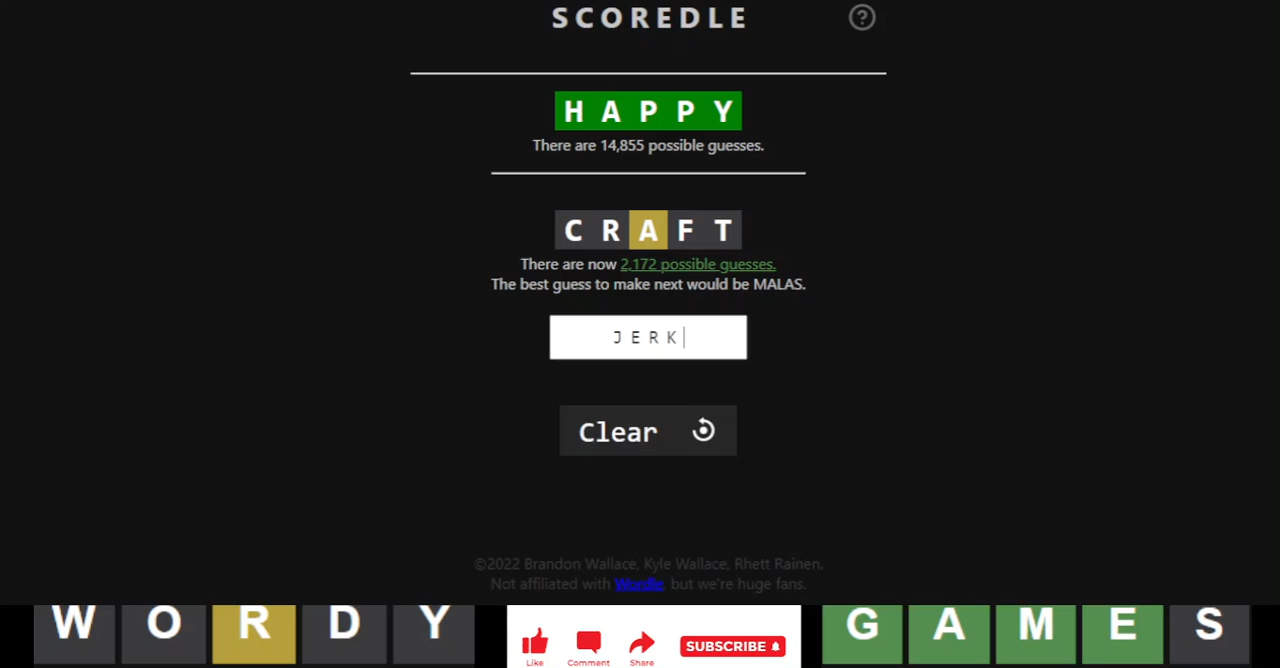 SCOREDLE ?
HAPPY
There are 14,855 possible guesses.
CRAFT
There are now 2,172 possible guesses.
The best guess to make next would be MALAS.
JERK
Clear
©2022 Brandon Wallace, Kyle Wallace, Rhett Rainen.
Not affiliated with Wordle, but we're huge fans.
WORDY
Like Comment Share SUBSCRIBE
GAMES